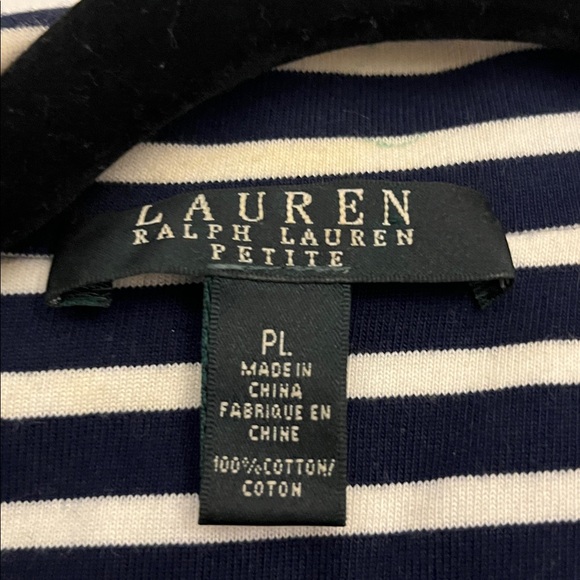 LAUREN
RALPH LAUREN
PETITE
PL
MADE IN
CHINA
FABRIQUE EN
CHINE
100%COTTON/
COTON